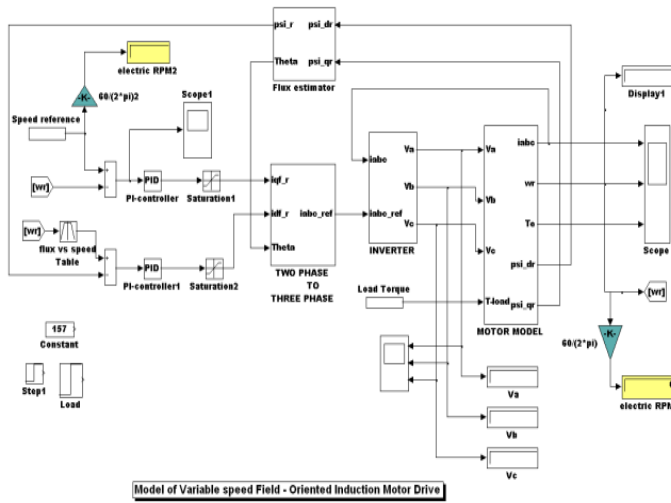 psi_r
psi_dr
Theta
psi_qr
Flux estimator
electric RPM2
-K-
60/(2*pi)2
Speed reference
Scope1
Display1
[wr]
PID
PI-controller
Saturation1
iqf_r
idf_r
Theta
iabc_ref
TWO PHASE
TO
THREE PHASE
iabc
iabc_ref
Va
Vb
Vc
INVERTER
Va
Vb
Vc
T-load
iabc
wr
Te
psi_dr
psi_qr
MOTOR MODEL
Scope
[wr]
flux vs speed
Table
PID
PI-controller1
Saturation2
Load Torque
[wr]
157
Constant
Step1
Load
-K-
60/(2*pi)
electric RPM
Va
Vb
Vc
Model of Variable speed Field - Oriented Induction Motor Drive